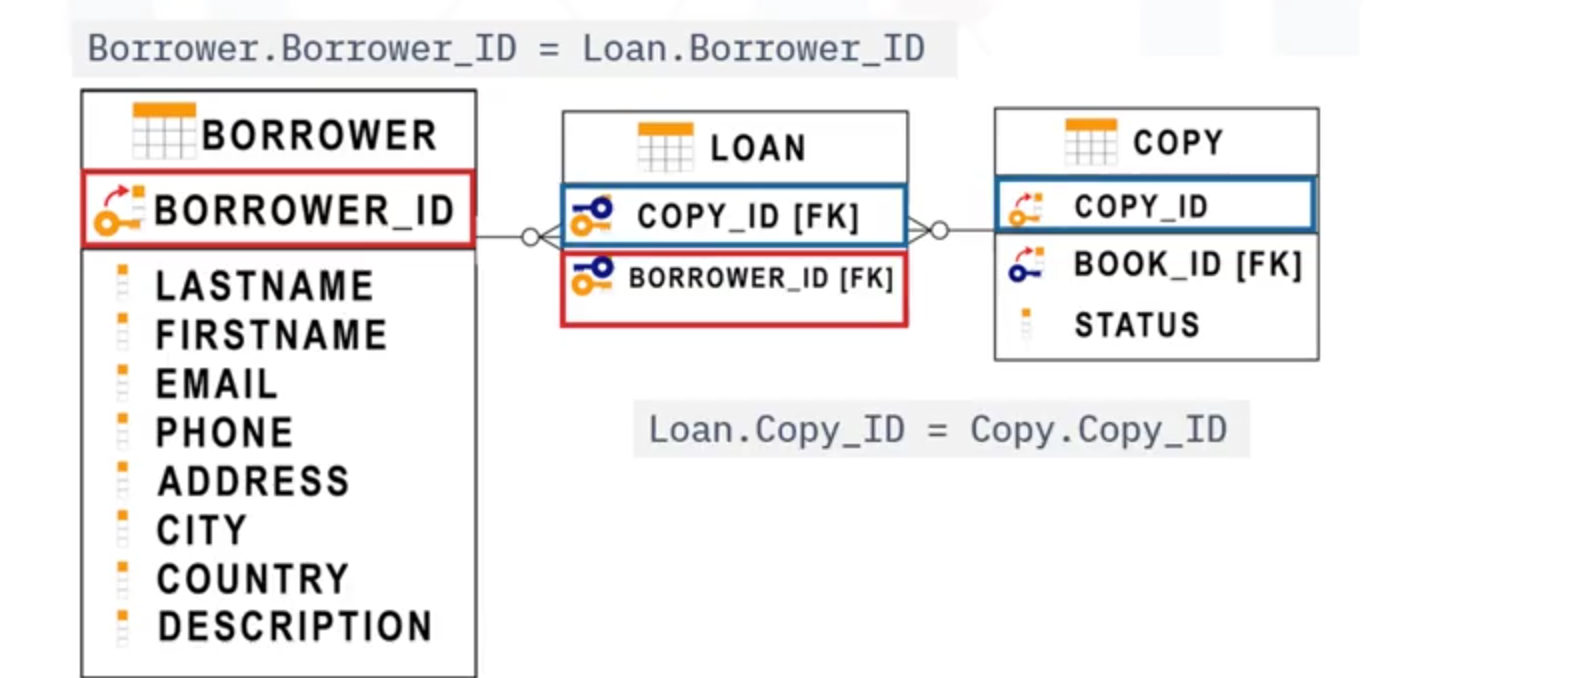 Borrower.Borrower_ID = Loan.Borrower_ID
BORROWER
BORROWER_ID
LASTNAME
FIRSTNAME
EMAIL
PHONE
ADDRESS
CITY
COUNTRY
DESCRIPTION
LOAN
COPY_ID [FK]
BORROWER_ID [FK]
COPY
COPY_ID
BOOK_ID [FK]
STATUS
Loan.Copy_ID = Copy.Copy_ID